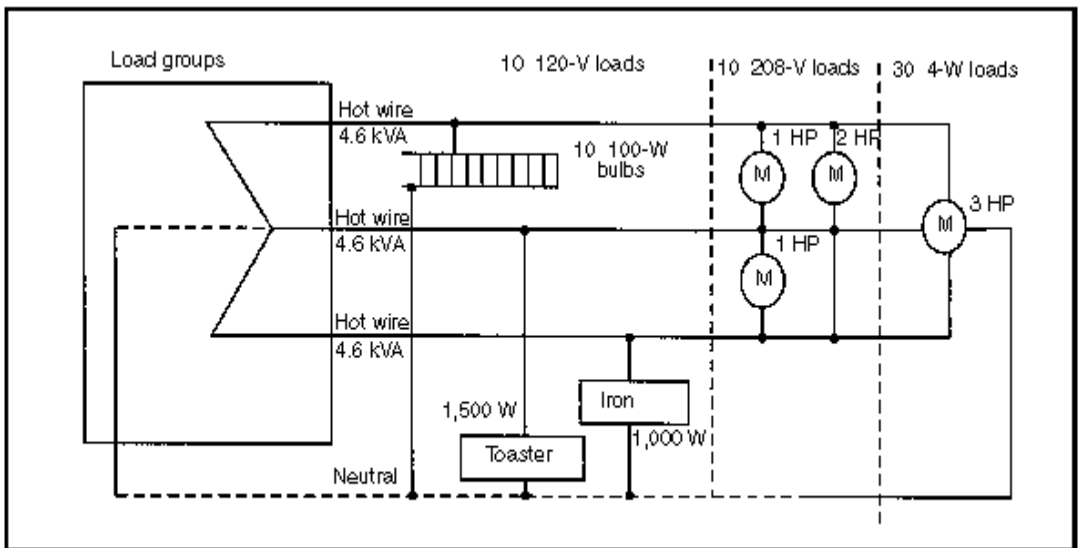 Load groups
10 120-V loads
10 208-V loads
30 4-W loads
Hot wire
4.6 kVA
10 100-W
bulbs
1 HP
2 HP
M
M
3 HP
M
Hot wire
4.6 kVA
1 HP
M
Hot wire
4.6 kVA
1,500 W
Iron
1,000 W
Toaster
Neutral